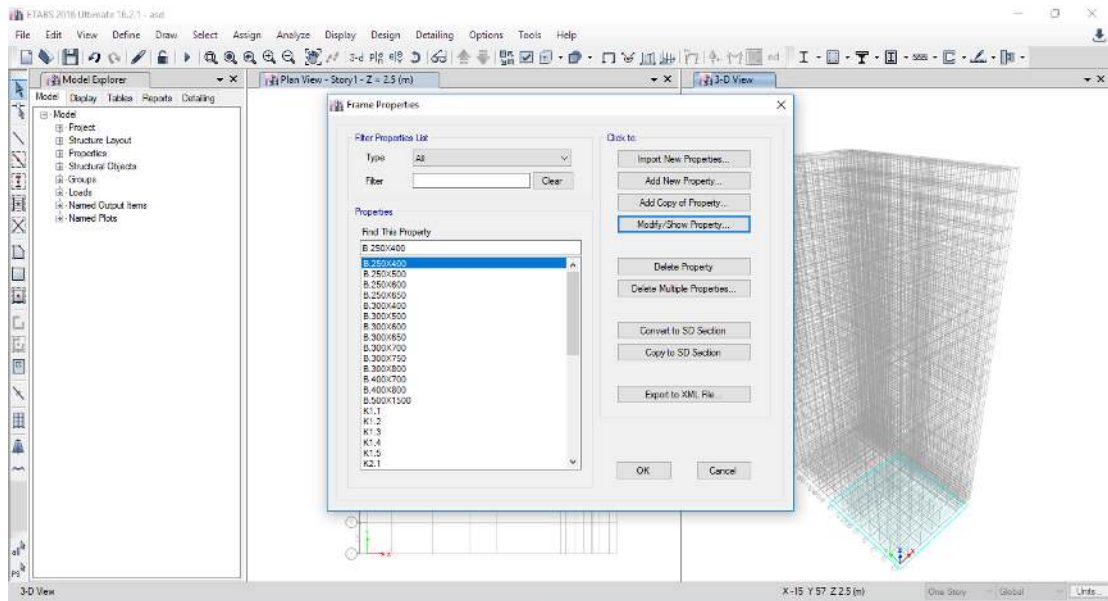 ETABS 2016 Ultimate 16.2.1 - asd
File Edit View Define Draw Select Assign Analyze Display Design Detailing Options Tools Help
Model Explorer
Plan View - Story1 - Z = 2.5 (m)
3-D View
Model Display Tables Reports Detailing
Model
Project
Structure Layout
Properties
Structural Objects
Groups
Loads
Named Output Items
Named Plots
Frame Properties
Filter Properties List
Type All
Filter Clear
Properties
Find This Property
B.250X400
B.250X400
B.250X500
B.250X600
B.250X650
B.300X400
B.300X500
B.300X600
B.300X650
B.300X700
B.300X750
B.300X800
B.400X700
B.400X800
B.500X1500
K1.1
K1.2
K1.3
K1.4
K1.5
K2.1
Click to:
Import New Properties...
Add New Property...
Add Copy of Property...
Modify/Show Property...
Delete Property
Delete Multiple Properties...
Convert to SD Section
Copy to SD Section
Export to XML File...
OK Cancel
3-D View
X -15 Y 57 Z 2.5 (m)
One Story
Global
Units...